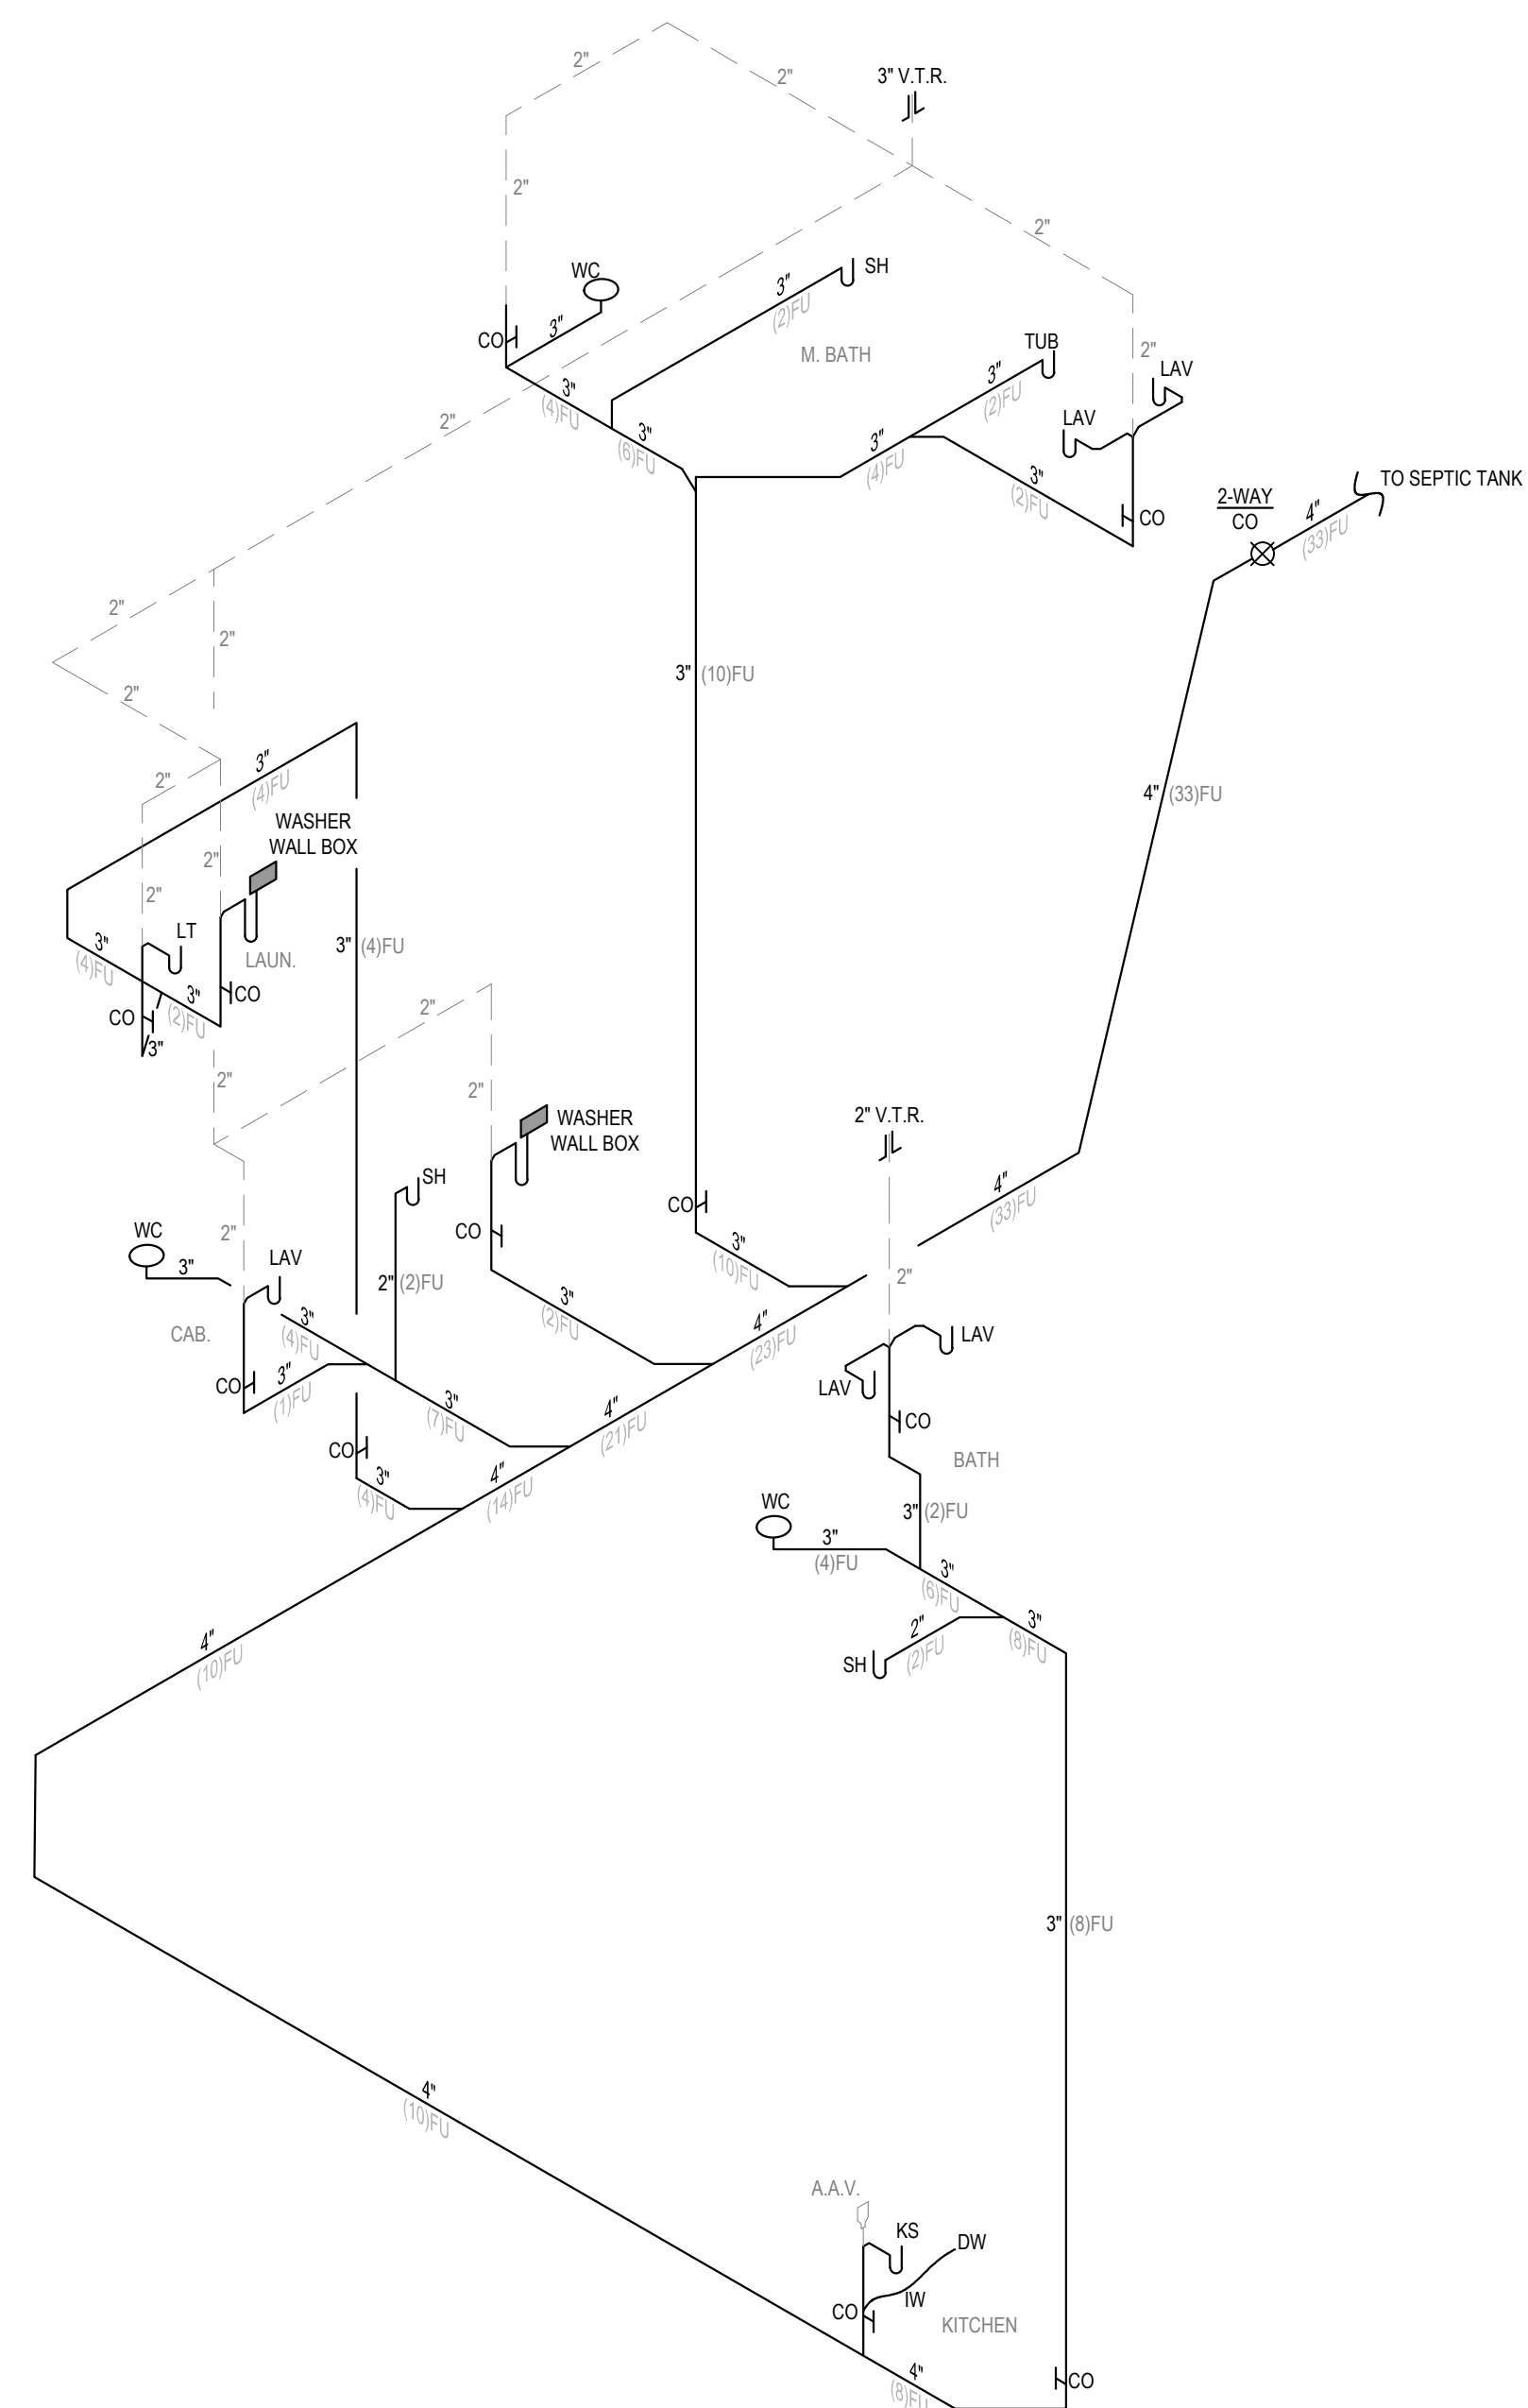 2"
2"
3" V.T.R.
2"
2"
WC
SH
3"
(2)FU
CO
3"
M. BATH
TUB
2"
LAV
3"
(4)FU
3"
(2)FU
2"
3"
(6)FU
LAV
3"
(4)FU
3"
(2)FU
CO
2-WAY
CO
4"
(33)FU
TO SEPTIC TANK
2"
2"
2"
3"
(10)FU
3"
(4)FU
2"
4"
(33)FU
WASHER
WALL BOX
2"
2"
LT
LAUN.
3"
(4)FU
3"
(4)FU
CO
3"
(2)FU
CO
3"
2"
2"
2"
WASHER
WALL BOX
2" V.T.R.
SH
CO
CO
4"
(33)FU
WC
3"
2"
LAV
2"
(2)FU
3"
(10)FU
2"
CAB.
3"
(4)FU
3"
(2)FU
4"
(23)FU
LAV
LAV
CO
3"
(1)FU
3"
(7)FU
4"
(21)FU
CO
CO
BATH
3"
(4)FU
4"
(14)FU
WC
3"
(2)FU
3"
(4)FU
3"
(6)FU
2"
(2)FU
3"
(8)FU
SH
4"
(10)FU
3"
(8)FU
4"
(10)FU
A.A.V.
KS
DW
IW
CO
KITCHEN
4"
(8)FU
CO